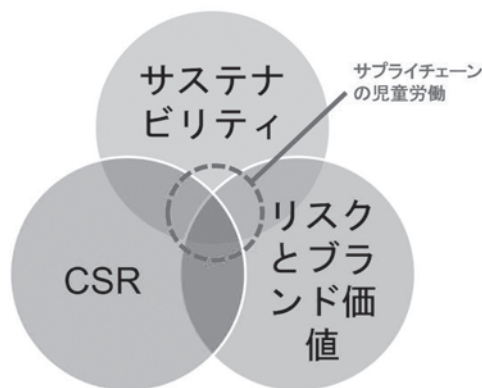 サステナ
ビリティ
サプライチェーン
の児童労働
CSR
リスク
とブラ
ンド価
値